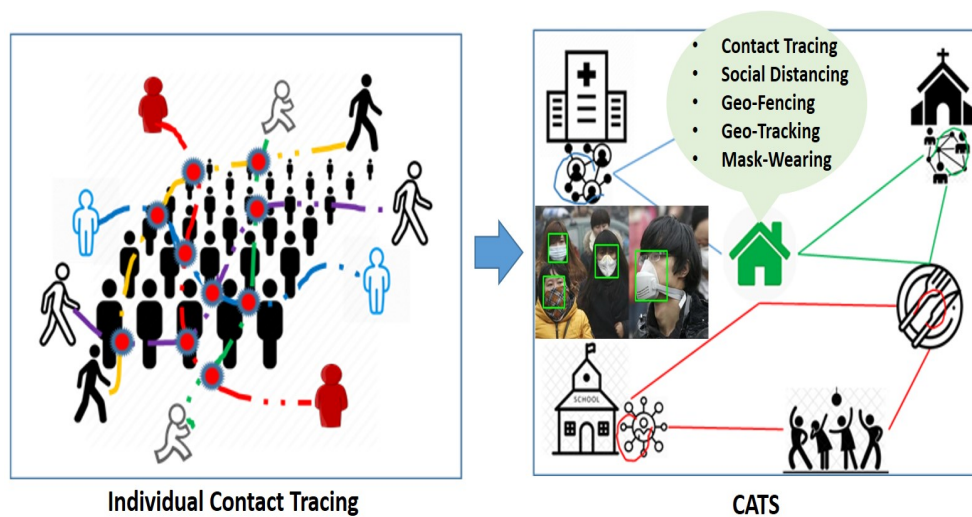 • Contact Tracing
• Social Distancing
• Geo-Fencing
• Geo-Tracking
• Mask-Wearing
SCHOOL
Individual Contact Tracing
CATS